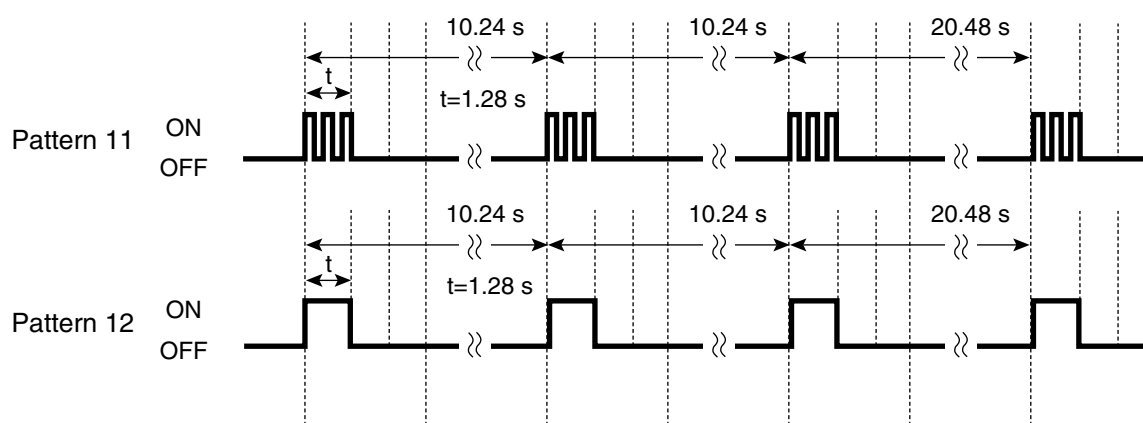 10.24 s 10.24 s 20.48 s
t
t=1.28 s
Pattern 11 ON
OFF
10.24 s 10.24 s 20.48 s
t
t=1.28 s
Pattern 12 ON
OFF